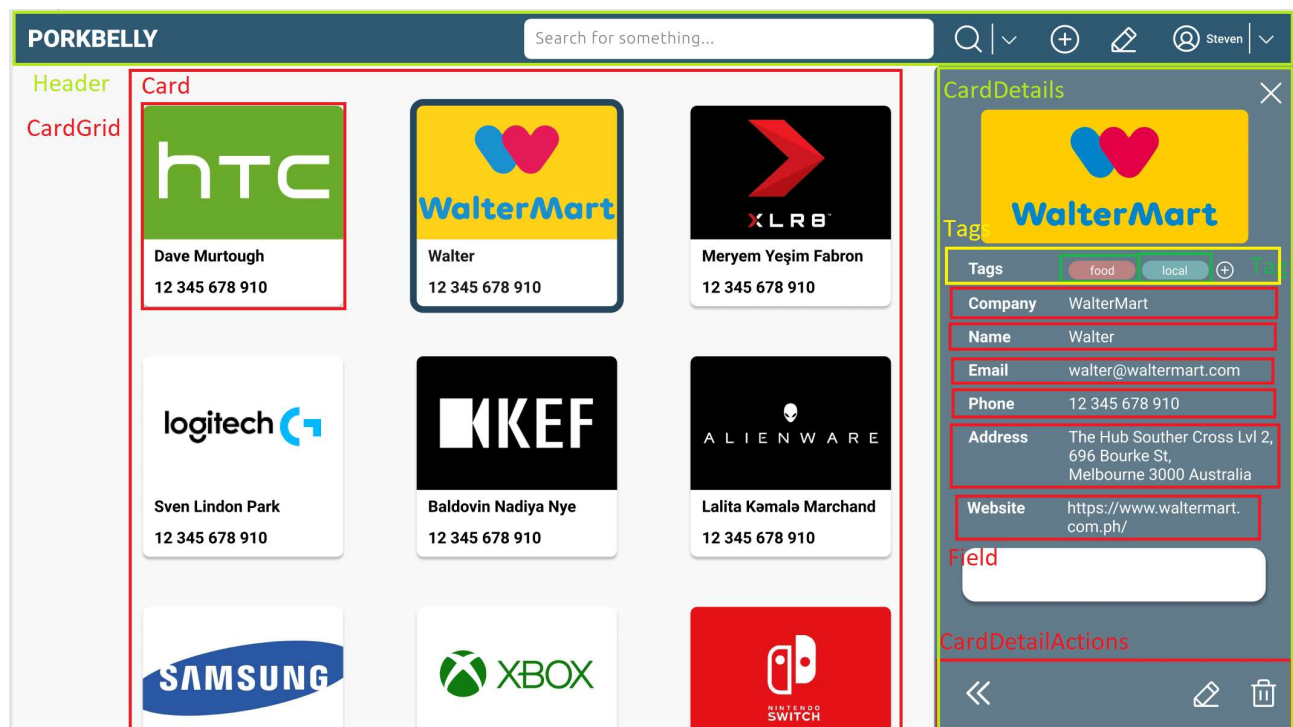 PORKBELLY
Search for something...
Steven
Header
CardGrid
Card
hTC
Dave Murtough
12 345 678 910
WalterMart
Walter
12 345 678 910
XLR8
Meryem Yeşim Fabron
12 345 678 910
logitech G
Sven Lindon Park
12 345 678 910
KEF
Baldovin Nadiya Nye
12 345 678 910
ALIENWARE
Lalita Kəmalə Marchand
12 345 678 910
SAMSUNG
XBOX
NINTENDO
SWITCH
CardDetails
WalterMart
Tags
Tags food local Tag
Company WalterMart
Name Walter
Email walter@waltermart.com
Phone 12 345 678 910
Address The Hub Souther Cross Lvl 2,
696 Bourke St,
Melbourne 3000 Australia
Website https://www.waltermart.
com.ph/
Field
CardDetailActions